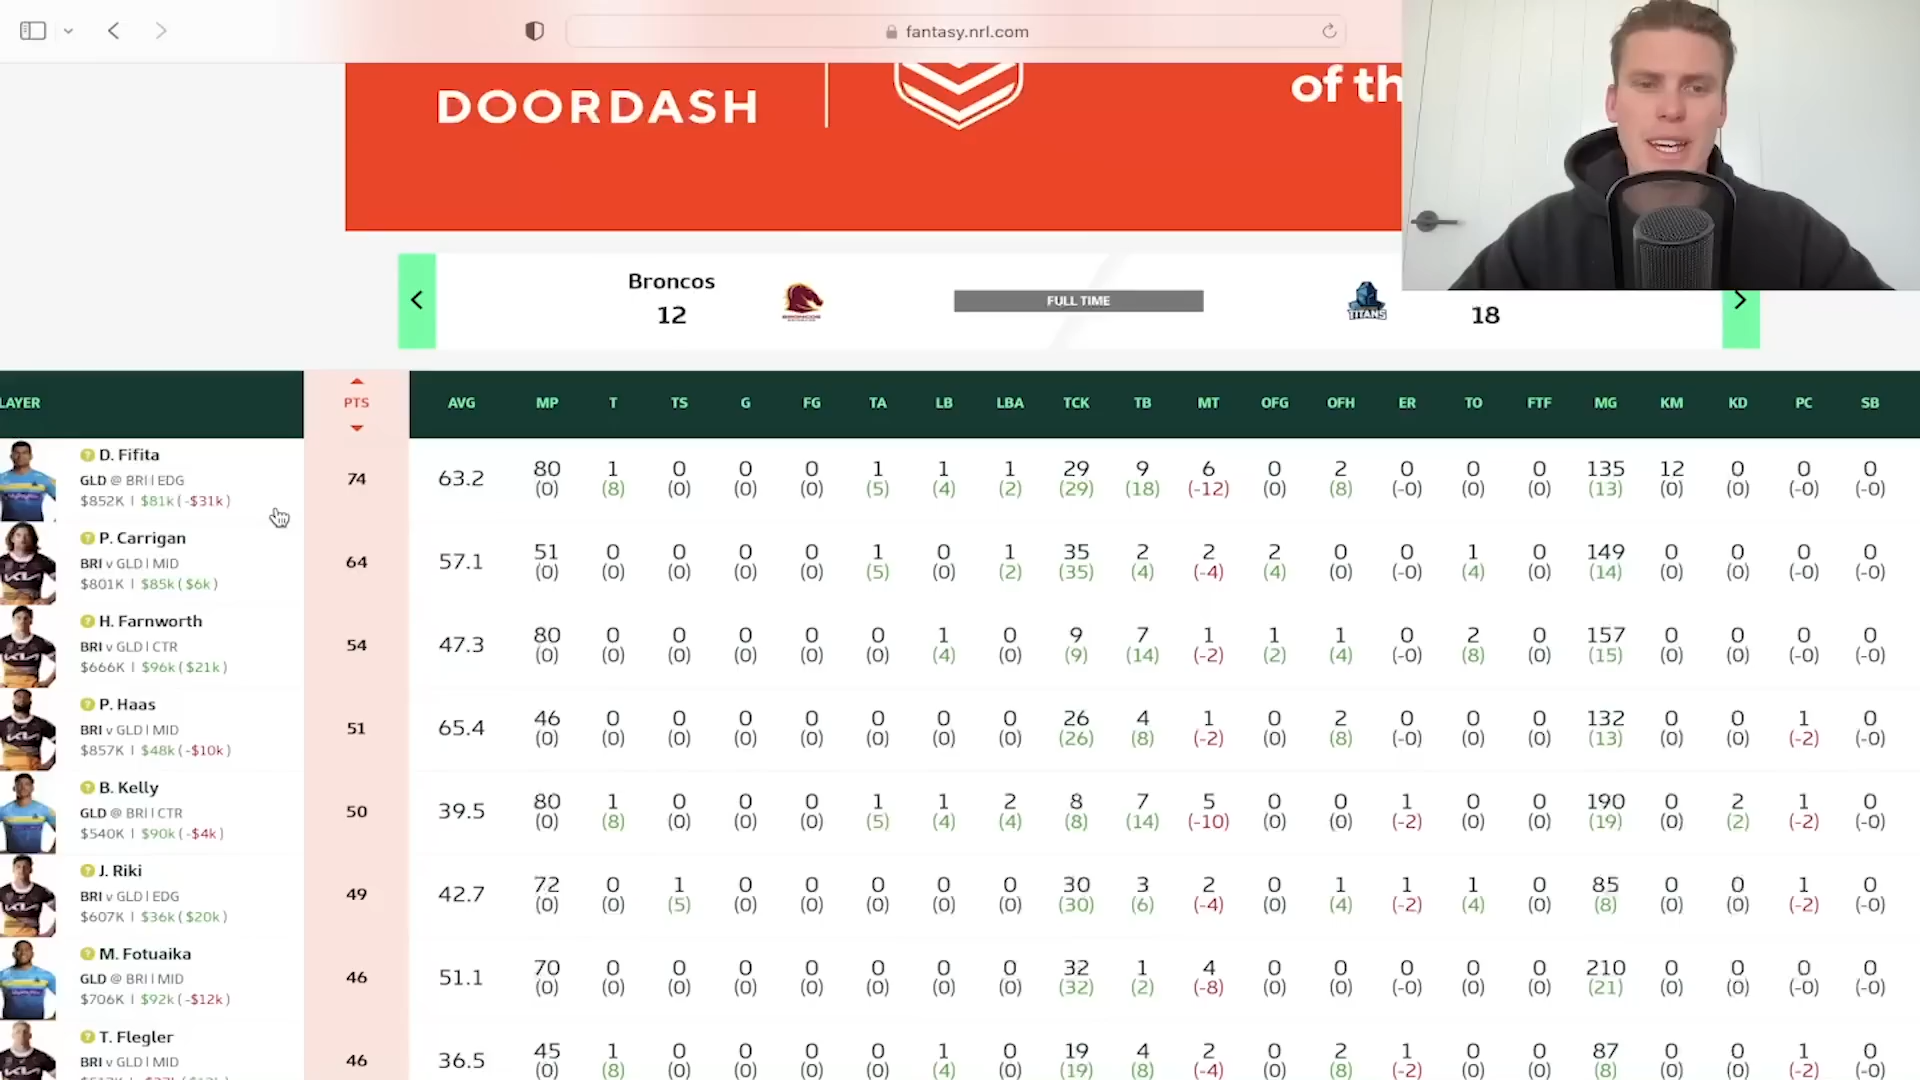 fantasy.nrl.com
DOORDASH
of th
Broncos
12
BRONCOS
FULL TIME
TITANS
18
LAYER PTS AVG MP T TS G FG TA LB LBA TCK TB MT OFG OFH ER TO FTF MG KM KD PC SB
D. Fifita
GLD @ BRI | EDG
$852K | $81k ( -$31k )
74 63.2 80 1 0 0 0 1 1 1 29 9 6 0 2 0 0 0 135 12 0 0 0
(0) (8) (0) (0) (0) (5) (4) (2) (29) (18) (-12) (0) (8) (-0) (0) (0) (13) (0) (0) (-0) (-0)
P. Carrigan
BRI v GLD | MID
$801K | $85k ( $6k )
64 57.1 51 0 0 0 0 1 0 1 35 2 2 2 0 0 1 0 149 0 0 0 0
(0) (0) (0) (0) (0) (5) (0) (2) (35) (4) (-4) (4) (0) (-0) (4) (0) (14) (0) (0) (-0) (-0)
H. Farnworth
BRI v GLD | CTR
$666K | $96k ( $21k )
54 47.3 80 0 0 0 0 0 1 0 9 7 1 1 1 0 2 0 157 0 0 0 0
(0) (0) (0) (0) (0) (0) (4) (0) (9) (14) (-2) (2) (4) (-0) (8) (0) (15) (0) (0) (-0) (-0)
P. Haas
BRI v GLD | MID
$857K | $48k ( -$10k )
51 65.4 46 0 0 0 0 0 0 0 26 4 1 0 2 0 0 0 132 0 0 1 0
(0) (0) (0) (0) (0) (0) (0) (0) (26) (8) (-2) (0) (8) (-0) (0) (0) (13) (0) (0) (-2) (-0)
B. Kelly
GLD @ BRI | CTR
$540K | $90k ( -$4k )
50 39.5 80 1 0 0 0 1 1 2 8 7 5 0 0 1 0 0 190 0 2 1 0
(0) (8) (0) (0) (0) (5) (4) (4) (8) (14) (-10) (0) (0) (-2) (0) (0) (19) (0) (2) (-2) (-0)
J. Riki
BRI v GLD | EDG
$607K | $36k ( $20k )
49 42.7 72 0 1 0 0 0 0 0 30 3 2 0 1 1 1 0 85 0 0 1 0
(0) (0) (5) (0) (0) (0) (0) (0) (30) (6) (-4) (0) (4) (-2) (4) (0) (8) (0) (0) (-2) (-0)
M. Fotuaika
GLD @ BRI | MID
$706K | $92k ( -$12k )
46 51.1 70 0 0 0 0 0 0 0 32 1 4 0 0 0 0 0 210 0 0 0 0
(0) (0) (0) (0) (0) (0) (0) (0) (32) (2) (-8) (0) (0) (-0) (0) (0) (21) (0) (0) (-0) (-0)
T. Flegler
BRI v GLD | MID
46 36.5 45 1 0 0 0 0 1 0 19 4 2 0 2 1 0 0 87 0 0 1 0
(0) (8) (0) (0) (0) (0) (4) (0) (19) (8) (-4) (0) (8) (-2) (0) (0) (8) (0) (0) (-2) (-0)